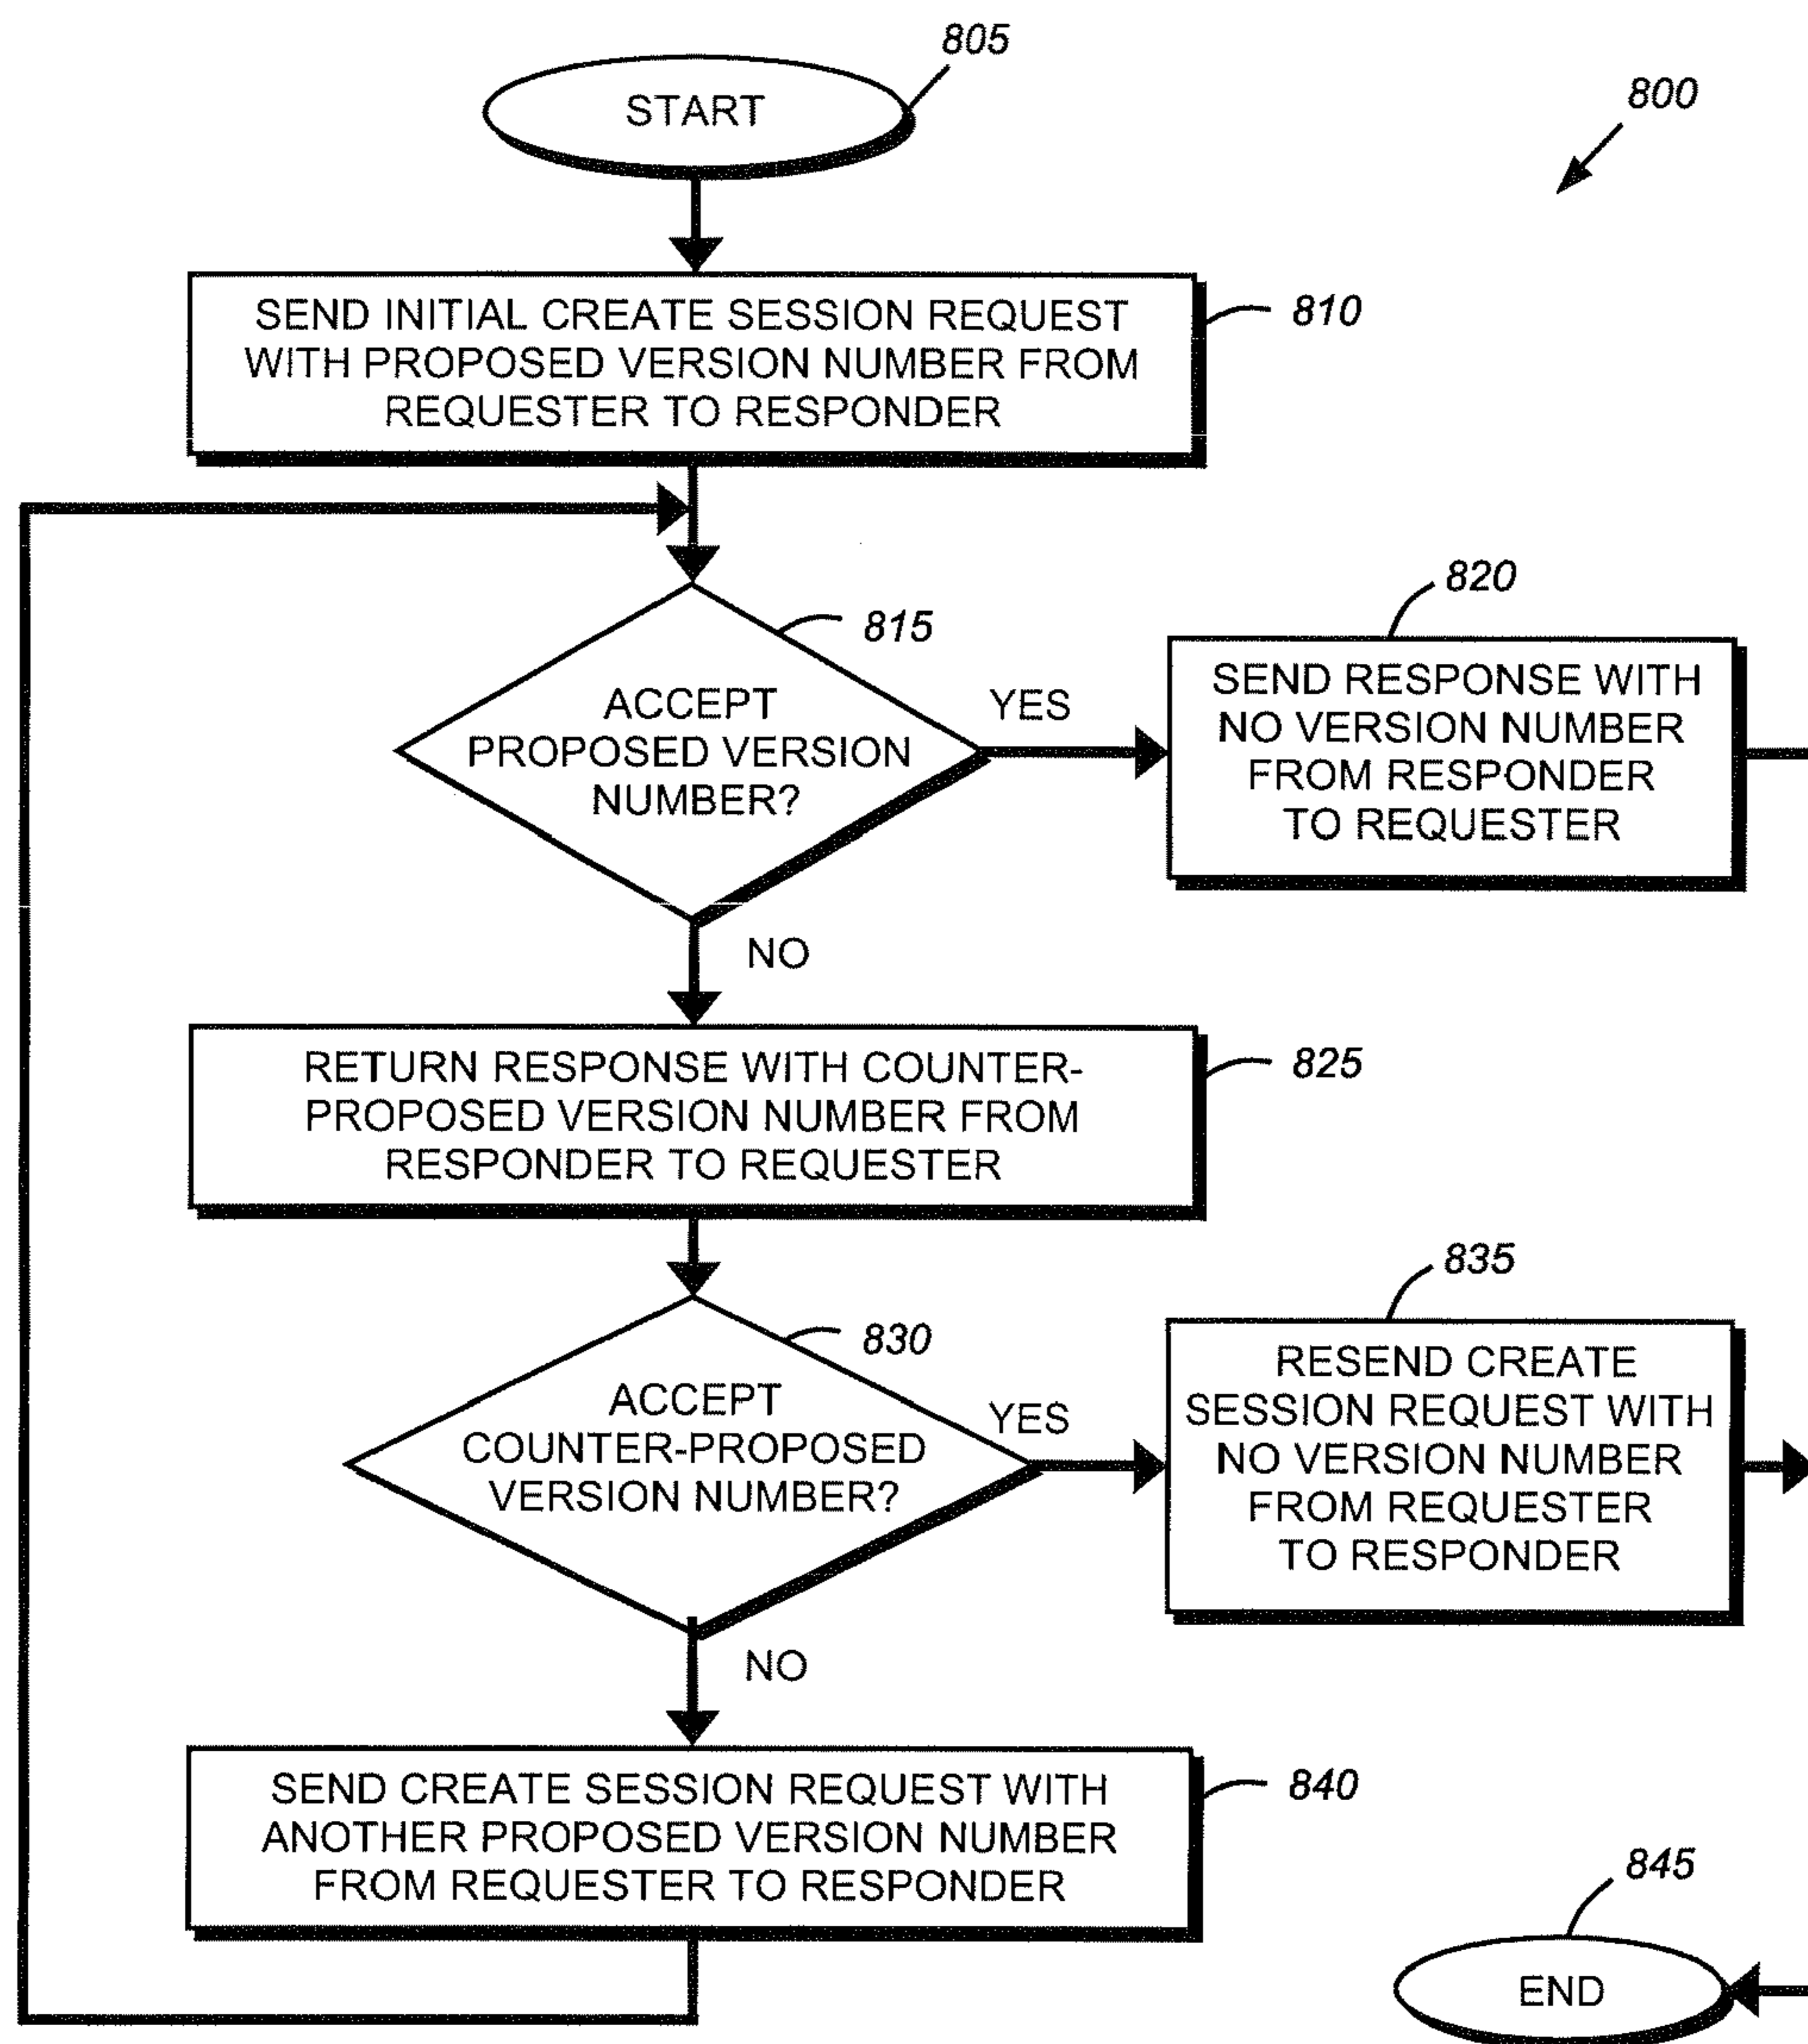 805
START
800
SEND INITIAL CREATE SESSION REQUEST
WITH PROPOSED VERSION NUMBER FROM
REQUESTER TO RESPONDER
810
815
ACCEPT
PROPOSED VERSION
NUMBER?
YES
820
SEND RESPONSE WITH
NO VERSION NUMBER
FROM RESPONDER
TO REQUESTER
NO
RETURN RESPONSE WITH COUNTER-
PROPOSED VERSION NUMBER FROM
RESPONDER TO REQUESTER
825
830
ACCEPT
COUNTER-PROPOSED
VERSION NUMBER?
YES
835
RESEND CREATE
SESSION REQUEST WITH
NO VERSION NUMBER
FROM REQUESTER
TO RESPONDER
NO
SEND CREATE SESSION REQUEST WITH
ANOTHER PROPOSED VERSION NUMBER
FROM REQUESTER TO RESPONDER
840
845
END